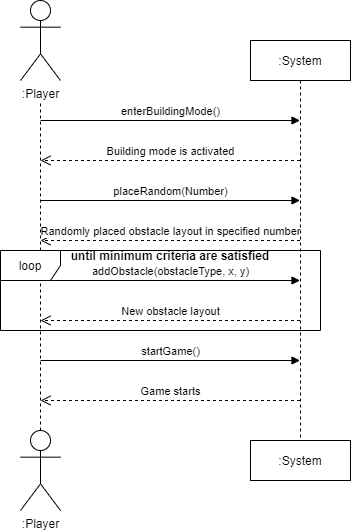 :System
:Player
enterBuildingMode()
Building mode is activated
placeRandom(Number)
Randomly placed obstacle layout in specified number
until minimum criteria are satisfied
loop
addObstacle(obstacleType, x, y)
New obstacle layout
startGame()
Game starts
:System
:Player